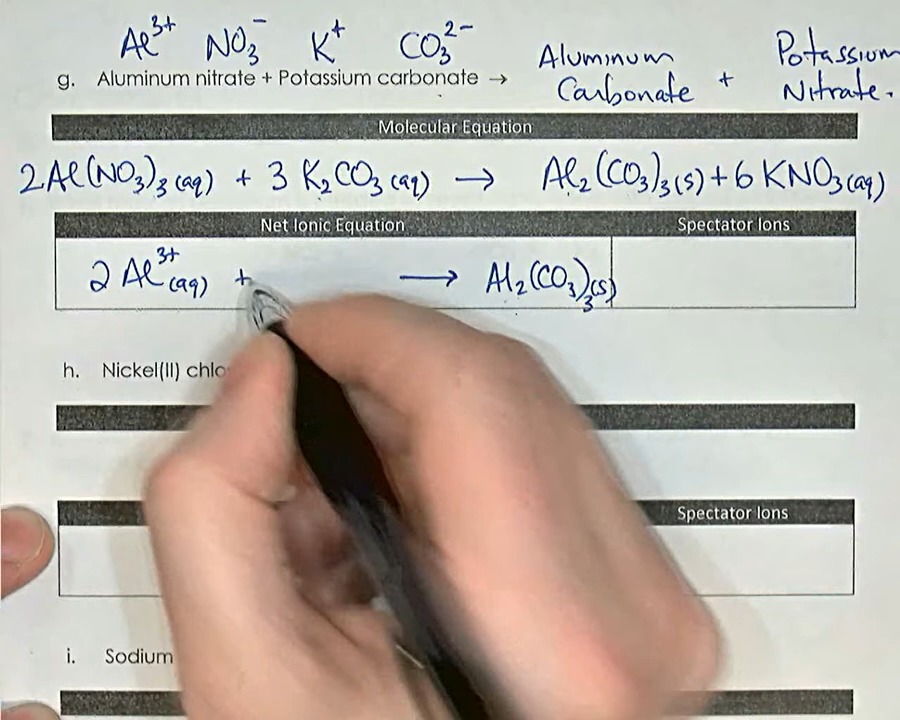 Al³⁺ NO₃⁻ K⁺ CO₃²⁻
g. Aluminum nitrate + Potassium carbonate → Aluminum Carbonate + Potassium Nitrate.
Molecular Equation
2Al(NO₃)₃(aq) + 3 K₂CO₃(aq) → Al₂(CO₃)₃(s) + 6 KNO₃(aq)
Net Ionic Equation Spectator Ions
2 Al³⁺(aq) + → Al₂(CO₃)₃(s)
h. Nickel(II)
Spectator Ions
i. Sodium